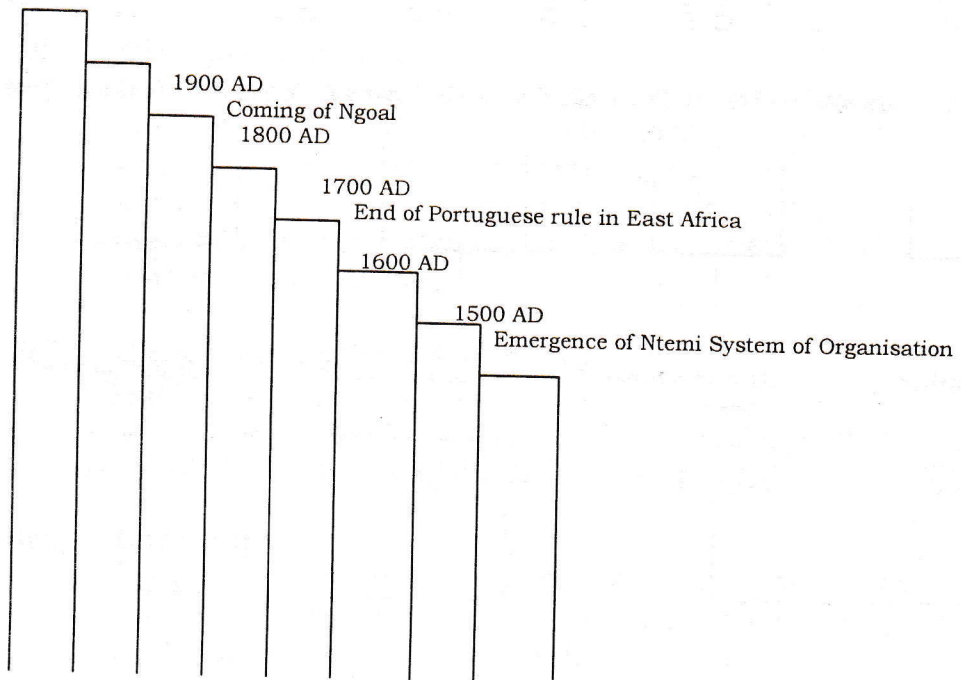 1900 AD
Coming of Ngoal
1800 AD
1700 AD
End of Portuguese rule in East Africa
1600 AD
1500 AD
Emergence of Ntemi System of Organisation